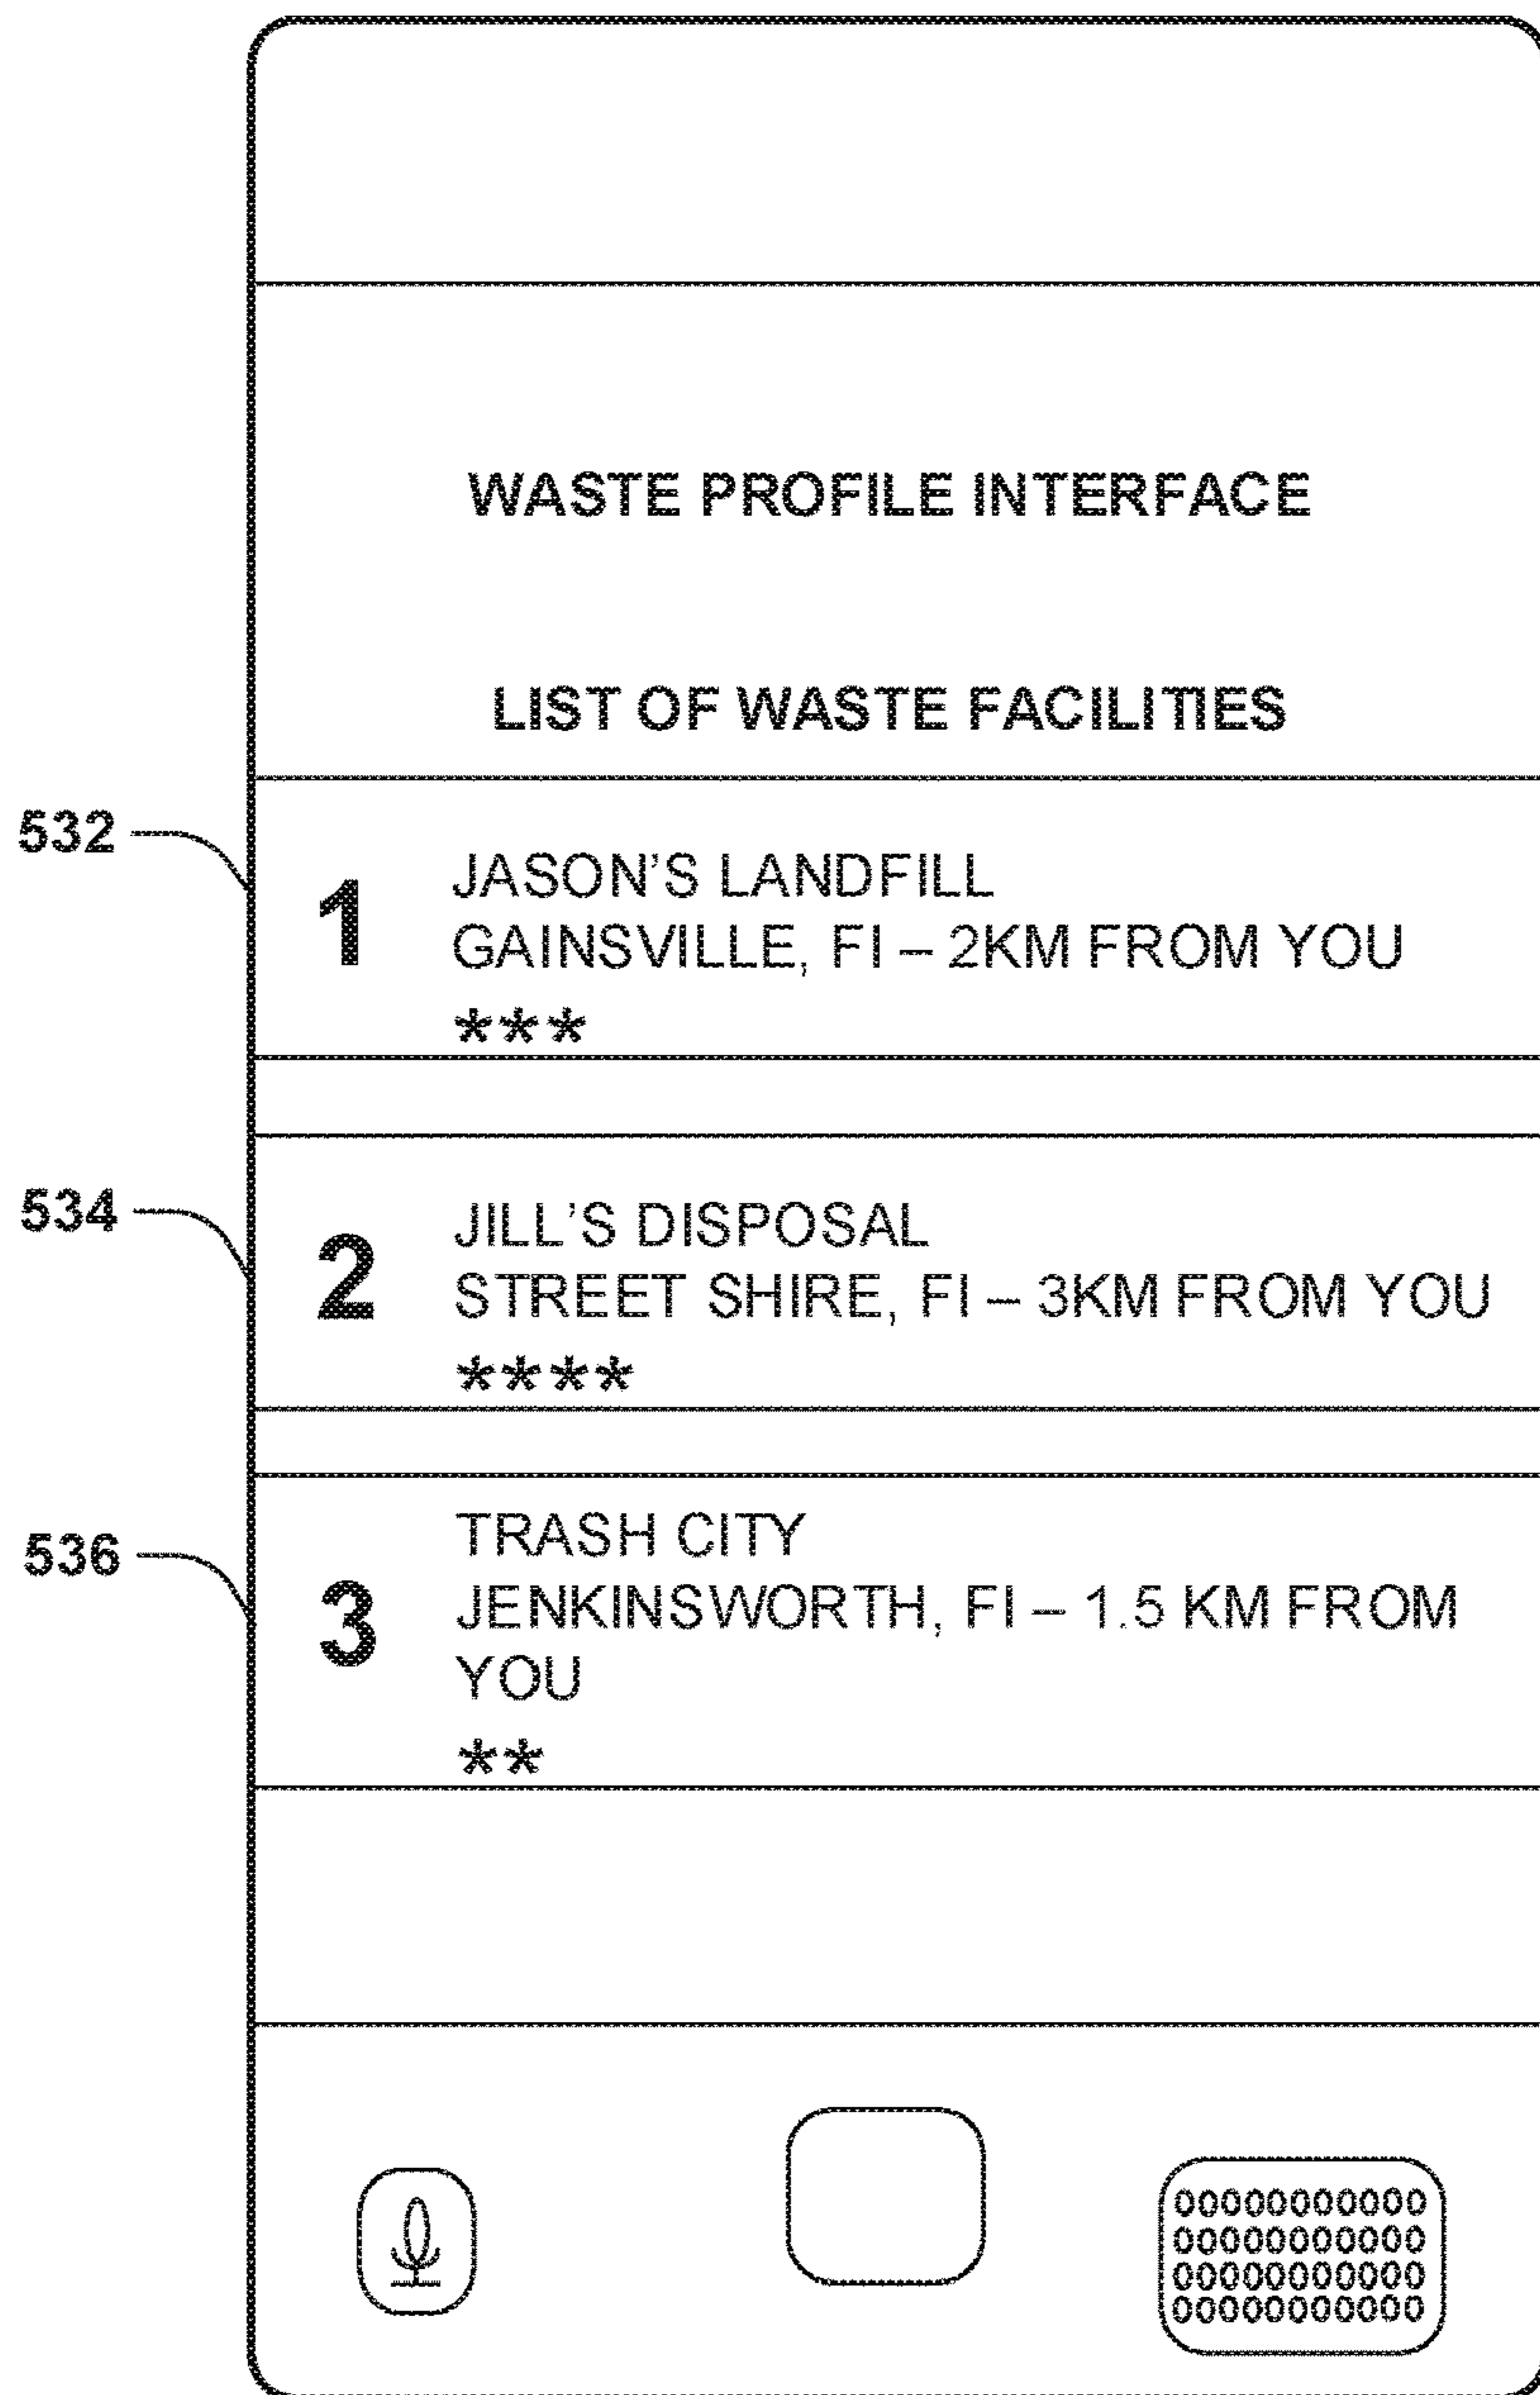 WASTE PROFILE INTERFACE
LIST OF WASTE FACILITIES
532
1
JASON'S LANDFILL
GAINSVILLE, FI – 2KM FROM YOU
***
534
2
JILL'S DISPOSAL
STREET SHIRE, FI – 3KM FROM YOU
****
536
3
TRASH CITY
JENKINSWORTH, FI – 1.5 KM FROM
YOU
**